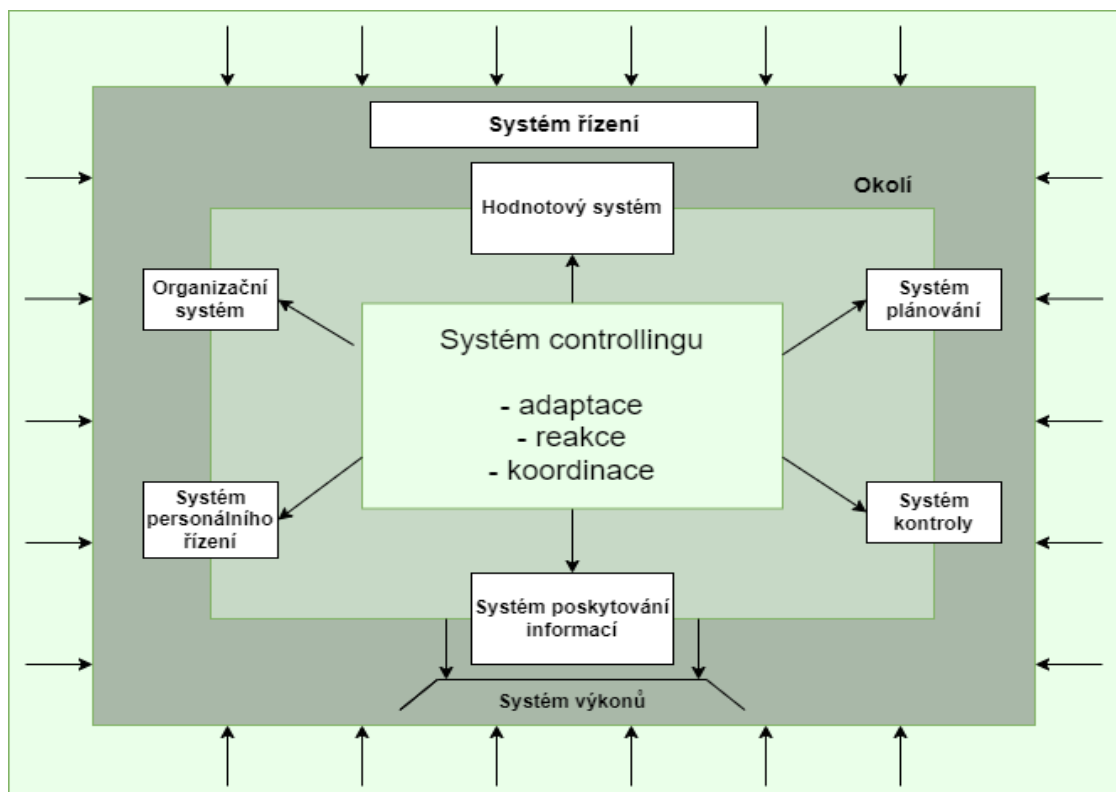 Systém řízení
Okolí
Hodnotový systém
Organizační
systém
Systém
plánování
Systém controllingu
- adaptace
- reakce
- koordinace
Systém
personálního
řízení
Systém
kontroly
Systém poskytování
informací
Systém výkonů